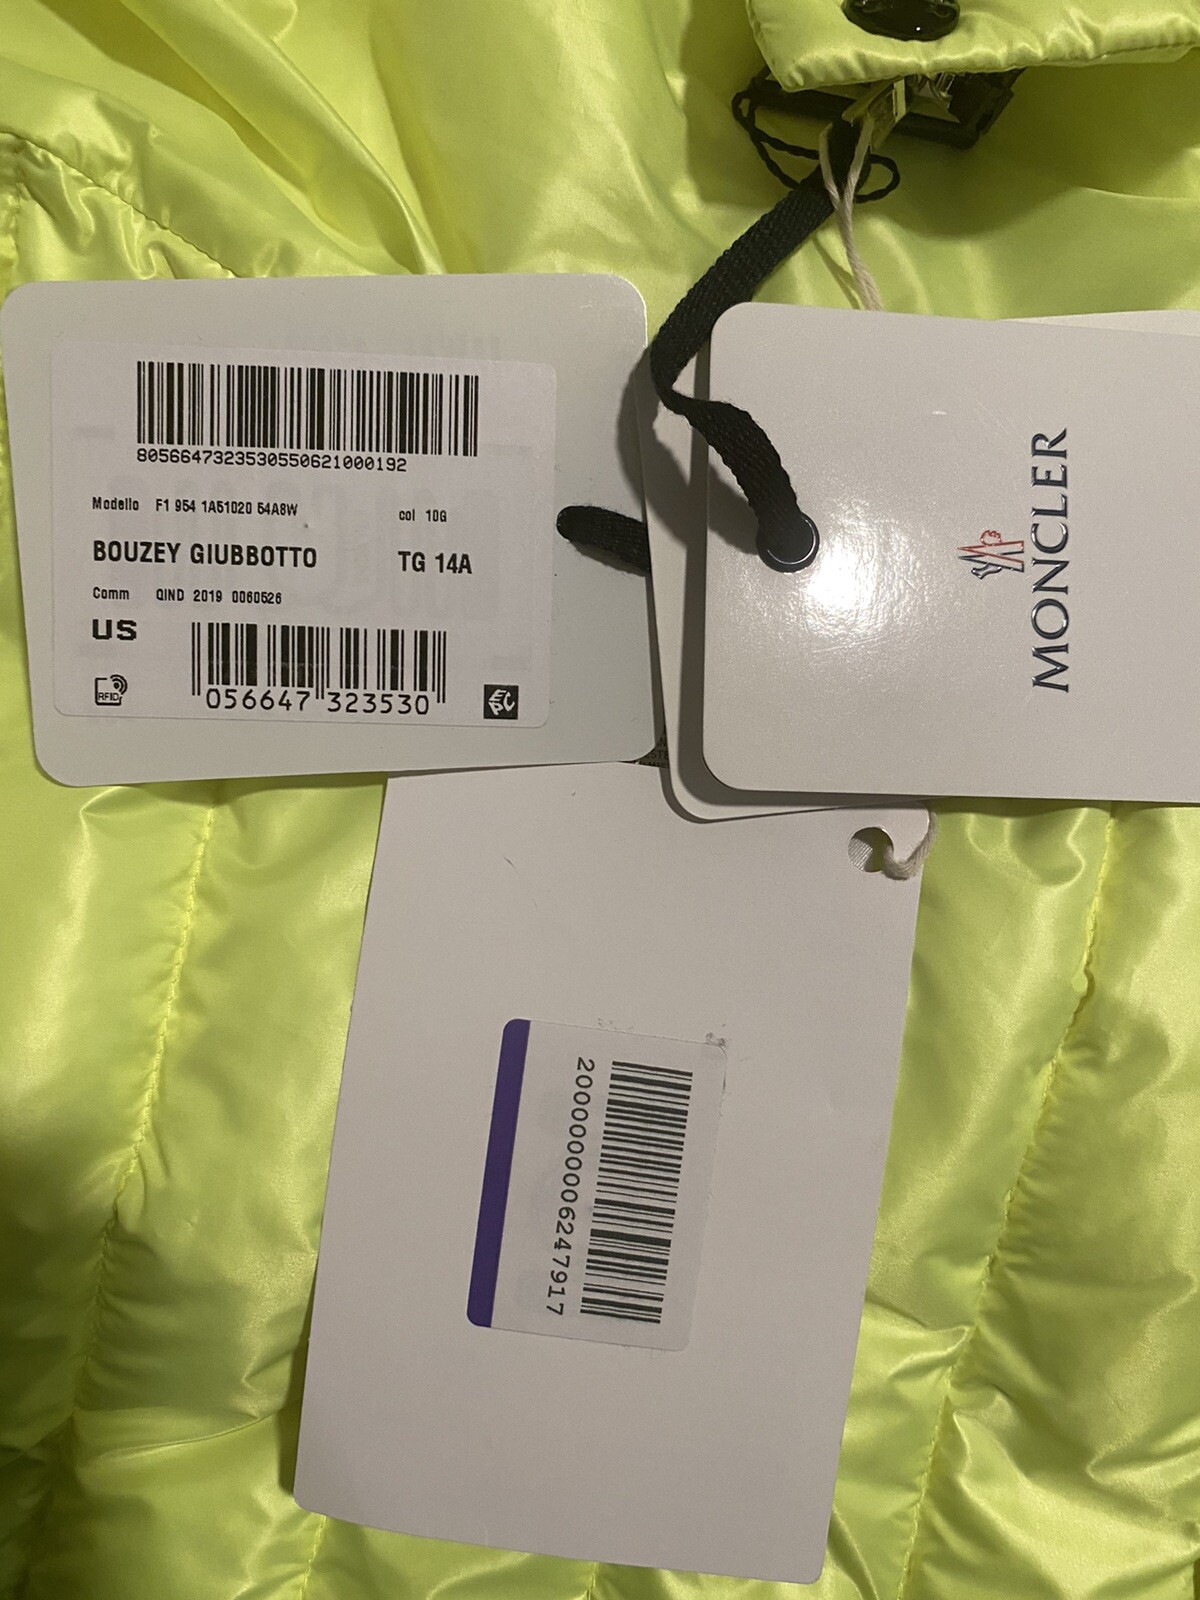 8056647323530550621000192
Modello F1 954 1A51020 54A8W col 10G
BOUZEY GIUBBOTTO TG 14A
Comm QIND 2019 0060526
US
RFID
056647 323530
EPC
MONCLER
2000000006247917